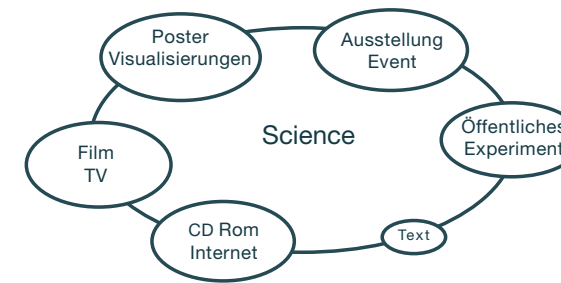 Poster
Visualisierungen
Ausstellung
Event
Öffentliches
Experiment
Science
Film
TV
CD Rom
Internet
Text